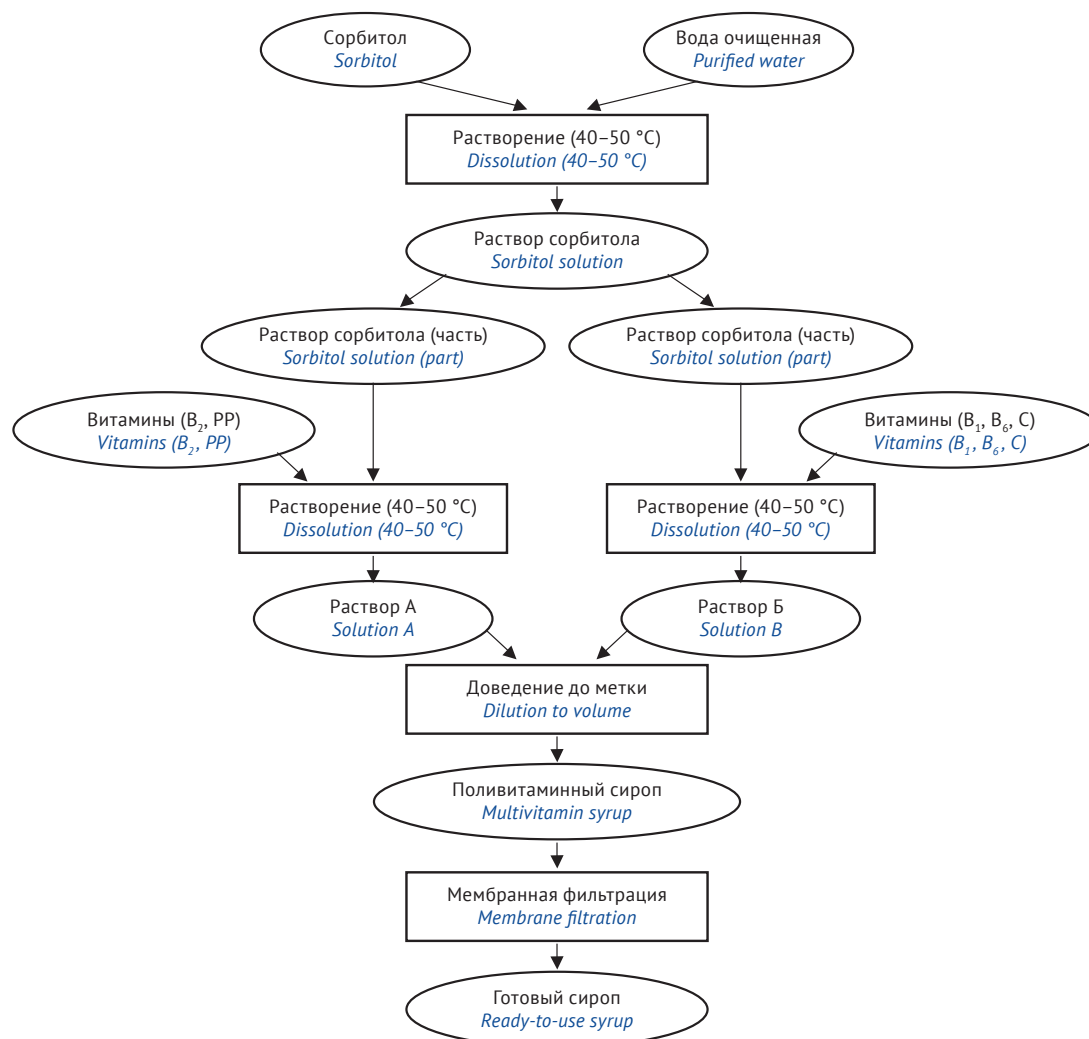 Сорбитол
Sorbitol
Вода очищенная
Purified water
Растворение (40–50 °C)
Dissolution (40–50 °C)
Раствор сорбитола
Sorbitol solution
Раствор сорбитола (часть)
Sorbitol solution (part)
Раствор сорбитола (часть)
Sorbitol solution (part)
Витамины (B₂, PP)
Vitamins (B₂, PP)
Витамины (B₁, B₆, C)
Vitamins (B₁, B₆, C)
Растворение (40–50 °C)
Dissolution (40–50 °C)
Растворение (40–50 °C)
Dissolution (40–50 °C)
Раствор А
Solution A
Раствор Б
Solution B
Доведение до метки
Dilution to volume
Поливитаминный сироп
Multivitamin syrup
Мембранная фильтрация
Membrane filtration
Готовый сироп
Ready-to-use syrup